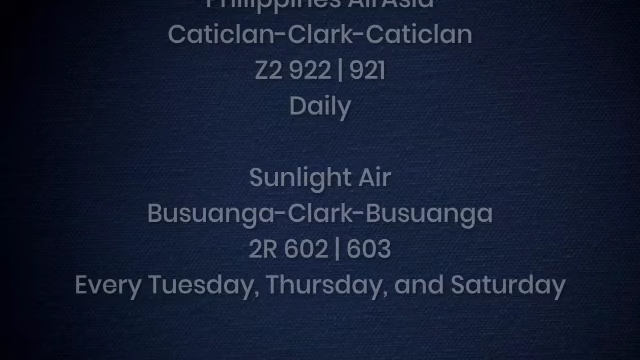 Philippines AirAsia
Caticlan-Clark-Caticlan
Z2 922 | 921
Daily
Sunlight Air
Busuanga-Clark-Busuanga
2R 602 | 603
Every Tuesday, Thursday, and Saturday